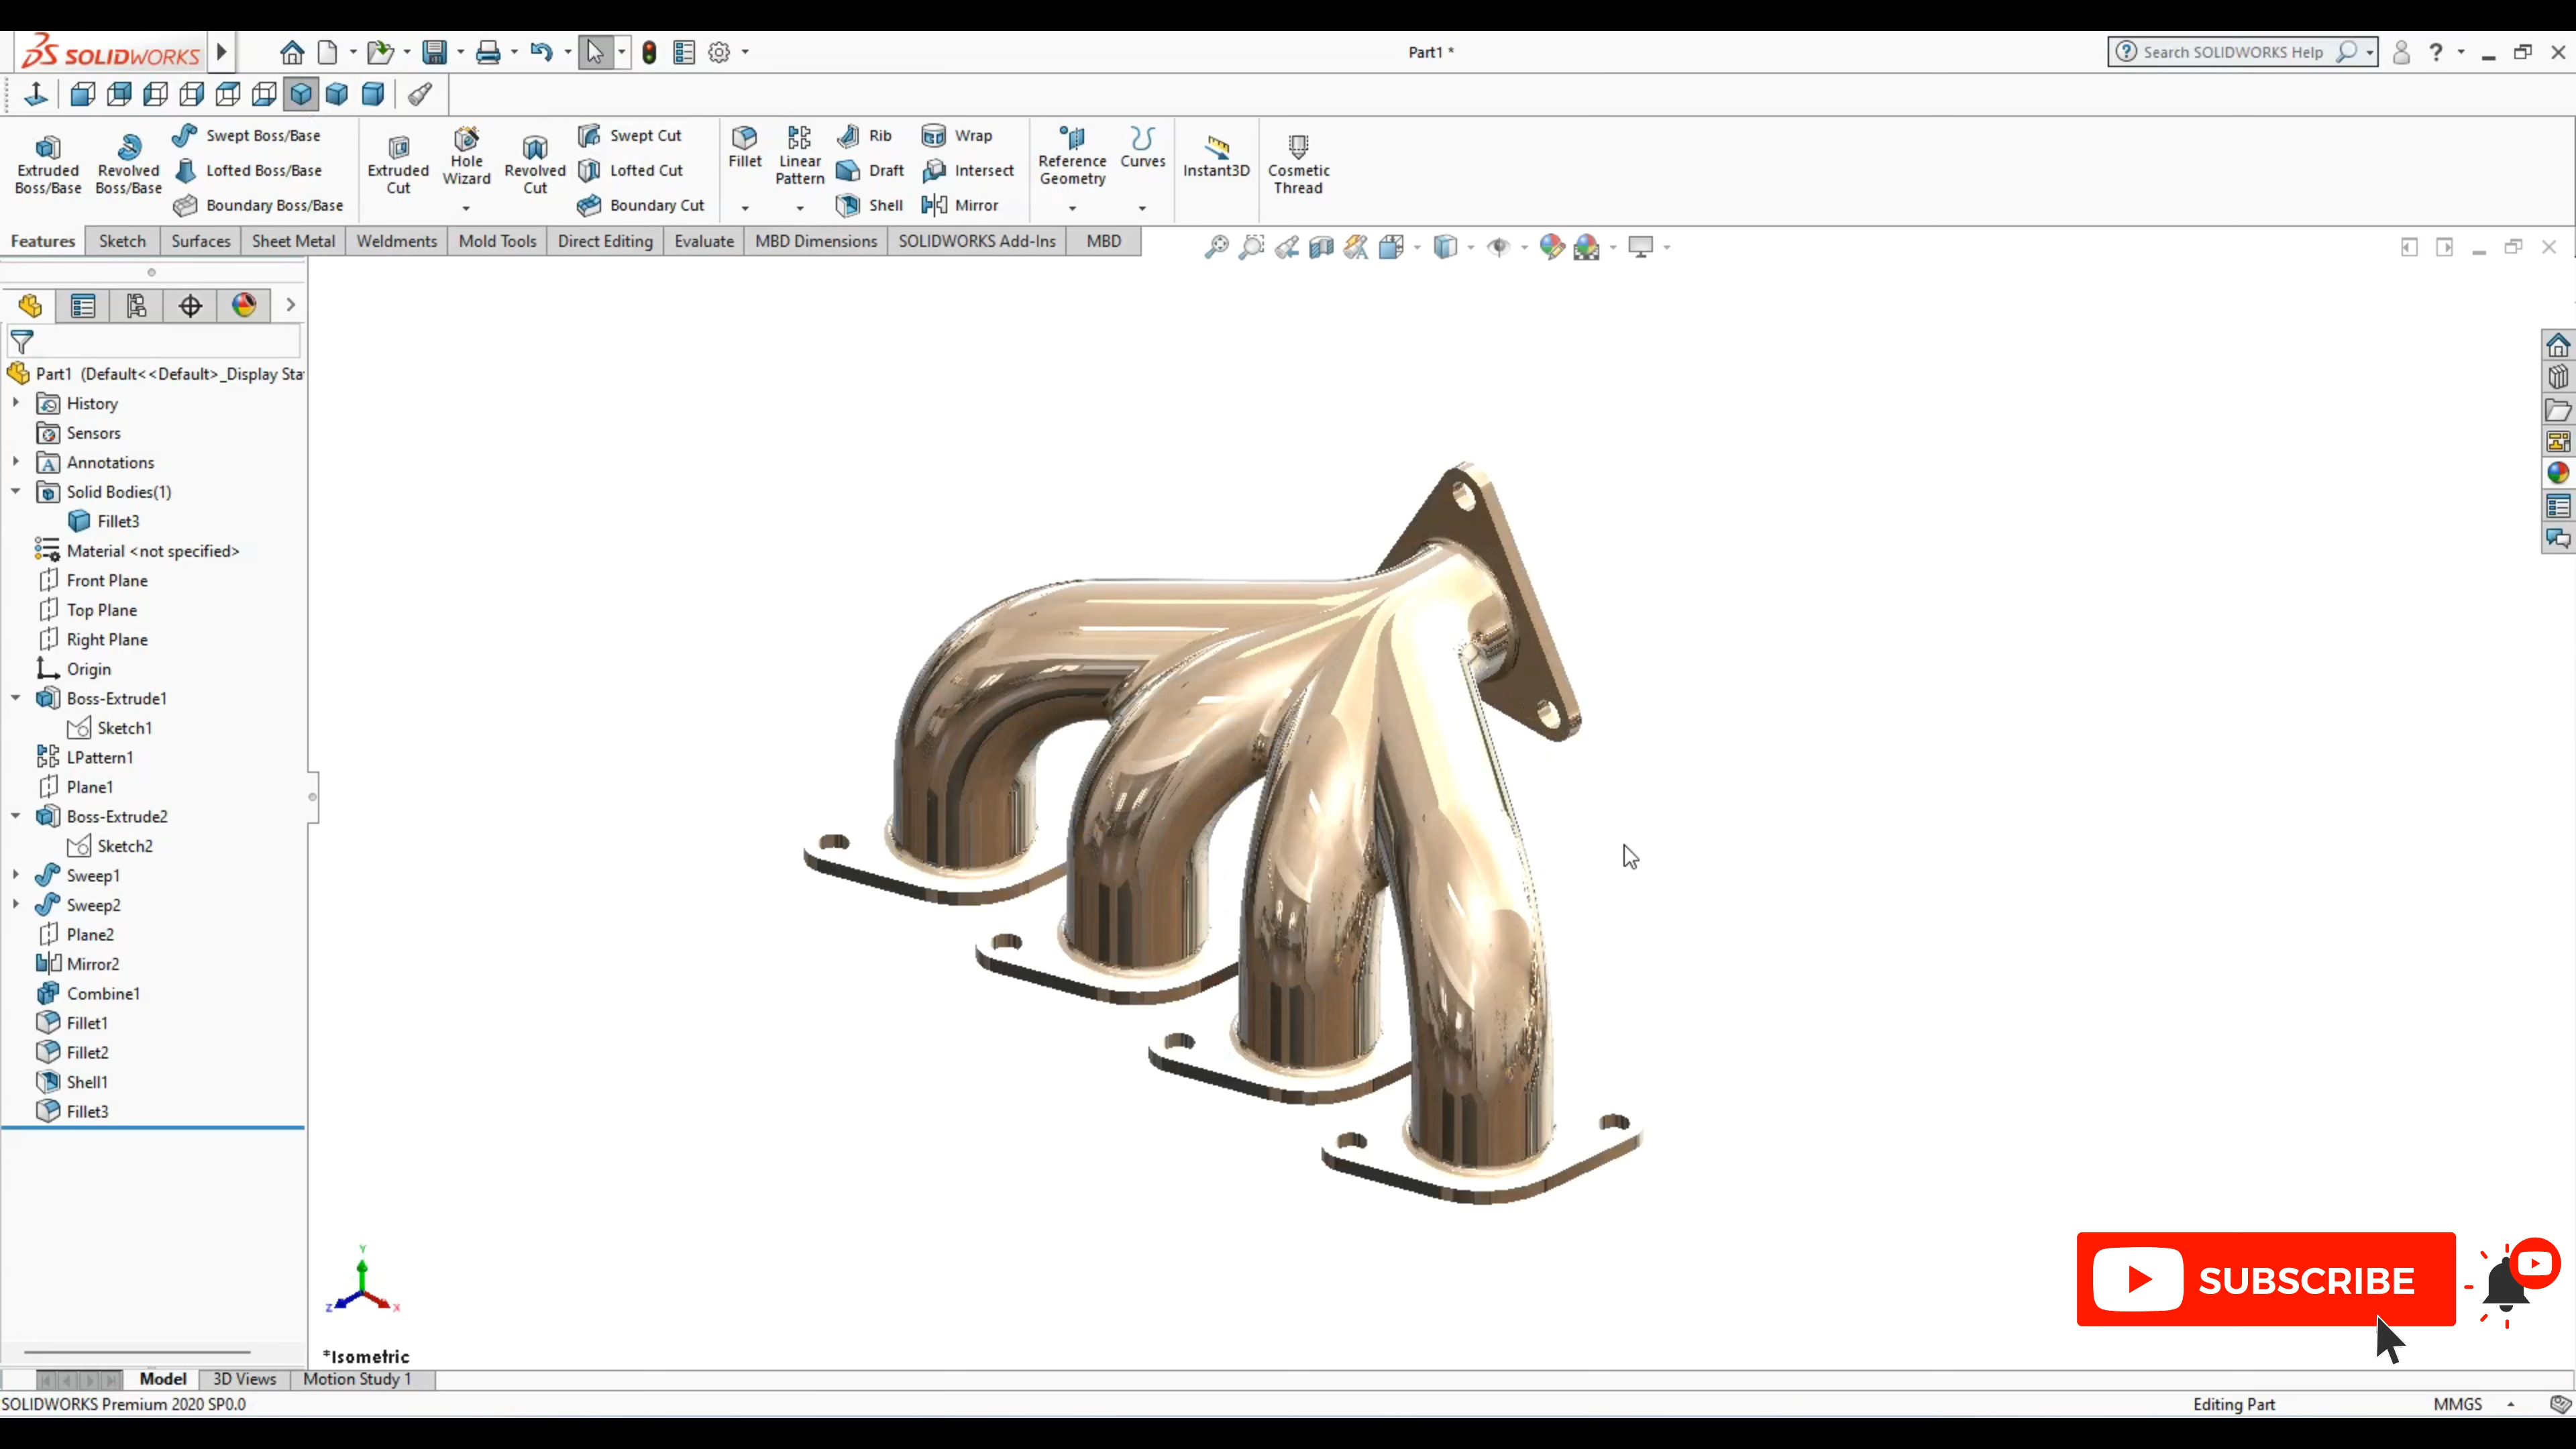 SOLIDWORKS
Part1 *
Search SOLIDWORKS Help
?
Extruded Boss/Base
Revolved Boss/Base
Swept Boss/Base
Lofted Boss/Base
Boundary Boss/Base
Extruded Cut
Hole Wizard
Revolved Cut
Swept Cut
Lofted Cut
Boundary Cut
Fillet
Linear Pattern
Rib
Draft
Shell
Wrap
Intersect
Mirror
Reference Geometry
Curves
Instant3D
Cosmetic Thread
Features Sketch Surfaces Sheet Metal Weldments Mold Tools Direct Editing Evaluate MBD Dimensions SOLIDWORKS Add-Ins MBD
Part1 (Default<<Default>_Display Sta
History
Sensors
Annotations
Solid Bodies(1)
Fillet3
Material <not specified>
Front Plane
Top Plane
Right Plane
Origin
Boss-Extrude1
Sketch1
LPattern1
Plane1
Boss-Extrude2
Sketch2
Sweep1
Sweep2
Plane2
Mirror2
Combine1
Fillet1
Fillet2
Shell1
Fillet3
Y
Z
X
SUBSCRIBE
*Isometric
Model 3D Views Motion Study 1
SOLIDWORKS Premium 2020 SP0.0
Editing Part
MMGS